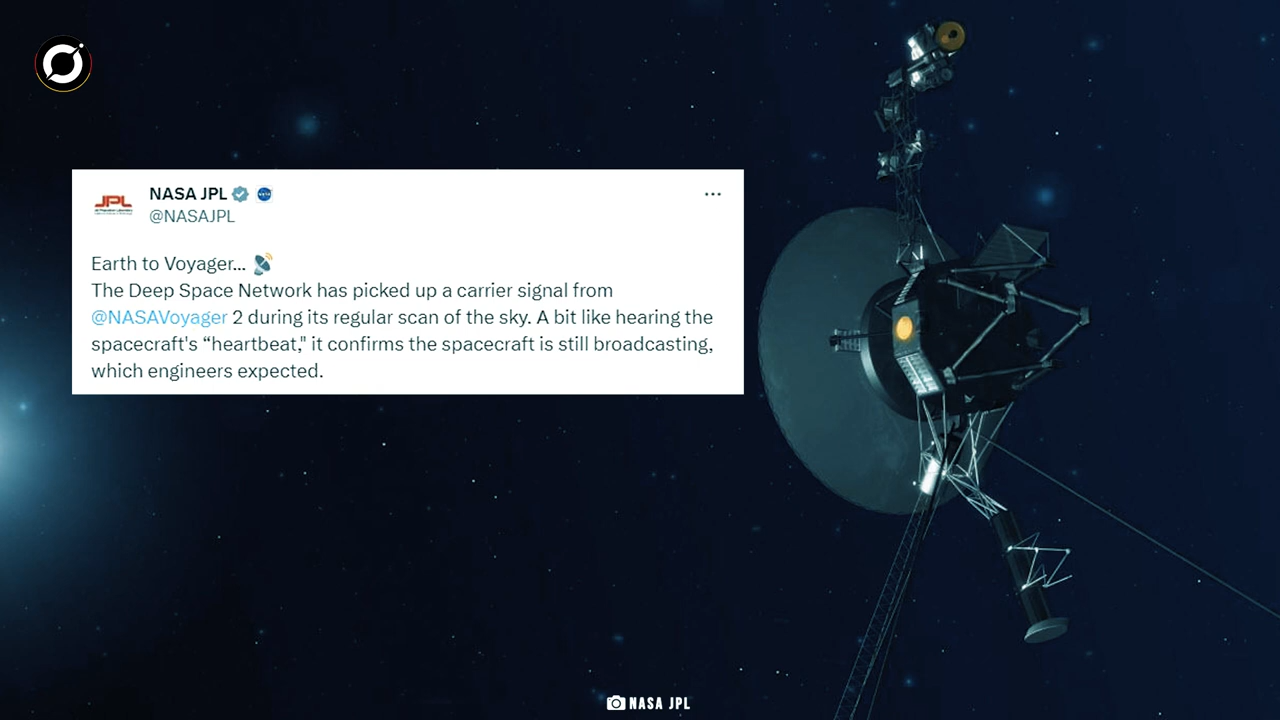 NASA JPL
@NASAJPL
Earth to Voyager... 📡
The Deep Space Network has picked up a carrier signal from
@NASAVoyager 2 during its regular scan of the sky. A bit like hearing the
spacecraft's “heartbeat," it confirms the spacecraft is still broadcasting,
which engineers expected.
JPL
NASA JPL